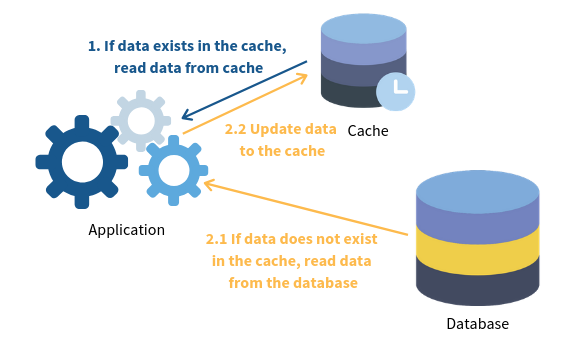 1. If data exists in the cache,
read data from cache
2.2 Update data
to the cache
Cache
Application
2.1 If data does not exist
in the cache, read data
from the database
Database